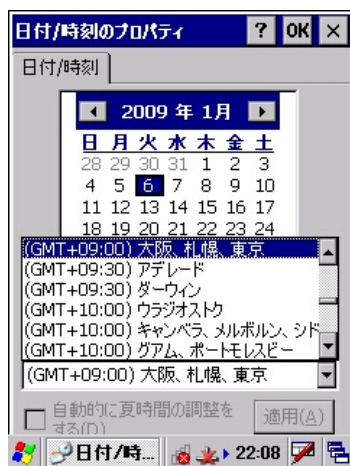 日付/時刻のプロパティ ? OK ×
日付/時刻
2009 年 1月
日 月 火 水 木 金 土
28 29 30 31 1 2 3
4 5 6 7 8 9 10
11 12 13 14 15 16 17
18 19 20 21 22 23 24
(GMT+09:00) 大阪、札幌、東京
(GMT+09:30) アデレード
(GMT+09:30) ダーウィン
(GMT+10:00) ウラジオストク
(GMT+10:00) キャンベラ、メルボルン、シド
(GMT+10:00) グアム、ポートモレスビー
(GMT+09:00) 大阪、札幌、東京
自動的に夏時間の調整を
する(D)
適用(A)
日付/時... 22:08